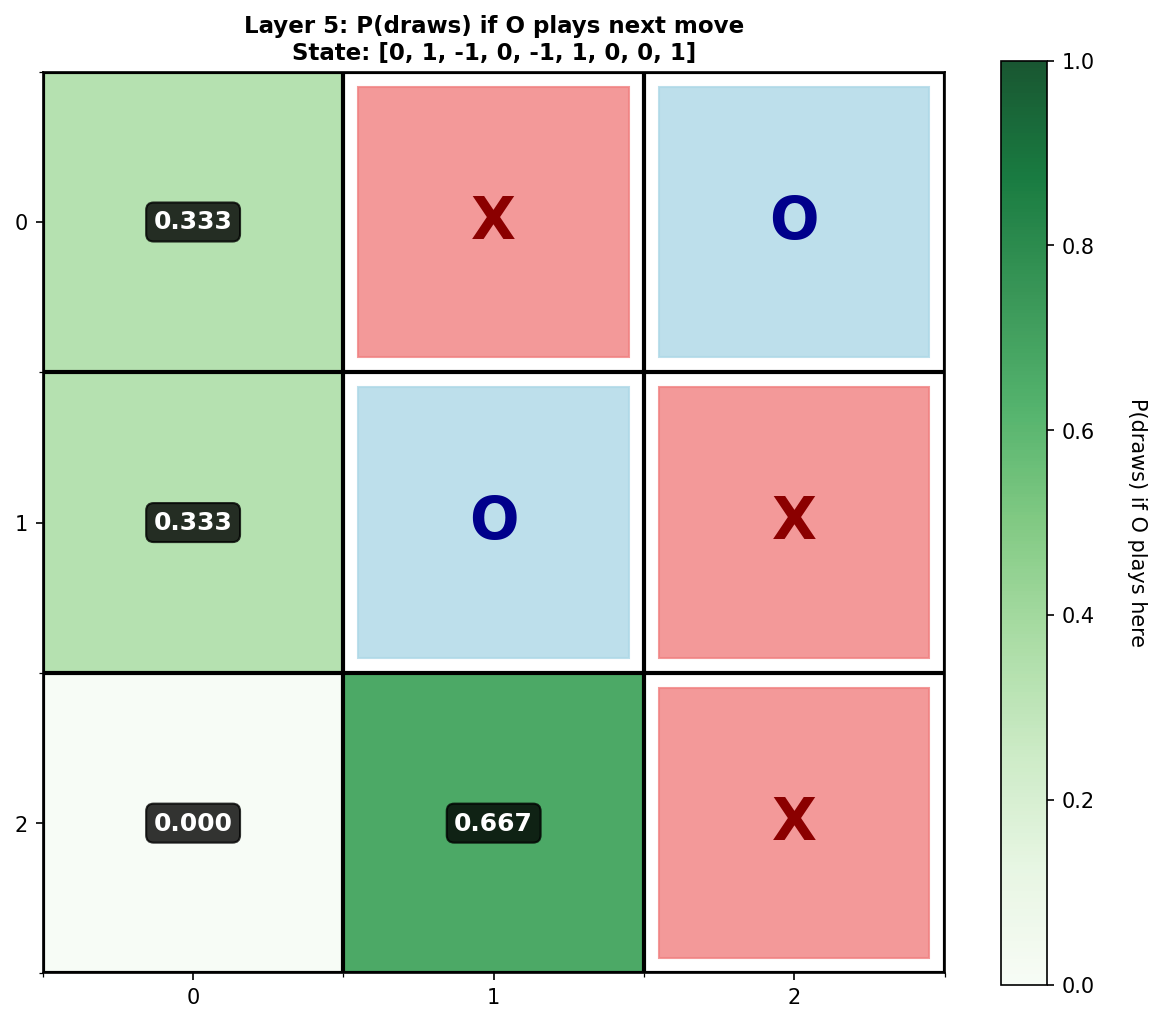 Layer 5: P(draws) if O plays next move
State: [0, 1, -1, 0, -1, 1, 0, 0, 1]
0
0.333
X
O
1
0.333
O
X
2
0.000
0.667
X
0
1
2
1.0
0.8
0.6
0.4
0.2
0.0
P(draws) if O plays here